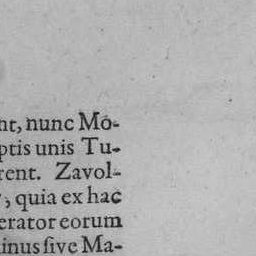 nt, nunc Mo-
ptis unis Tu-
rent. Zavol-
, quia ex hac
erator eorum
inus sive Ma-